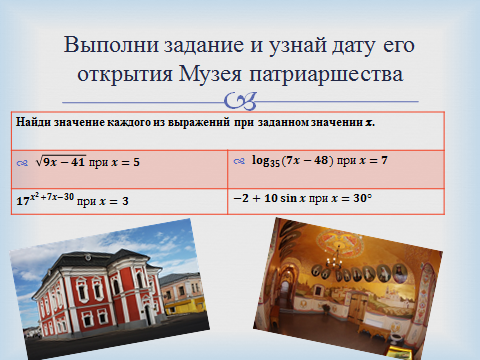 Выполни задание и узнай дату его
открытия Музея патриаршества
Найди значение каждого из выражений при заданном значении x.
√(9x − 41) при x = 5
log₃₅(7x − 48) при x = 7
17^(x²+7x−30) при x = 3
−2 + 10 sin x при x = 30°